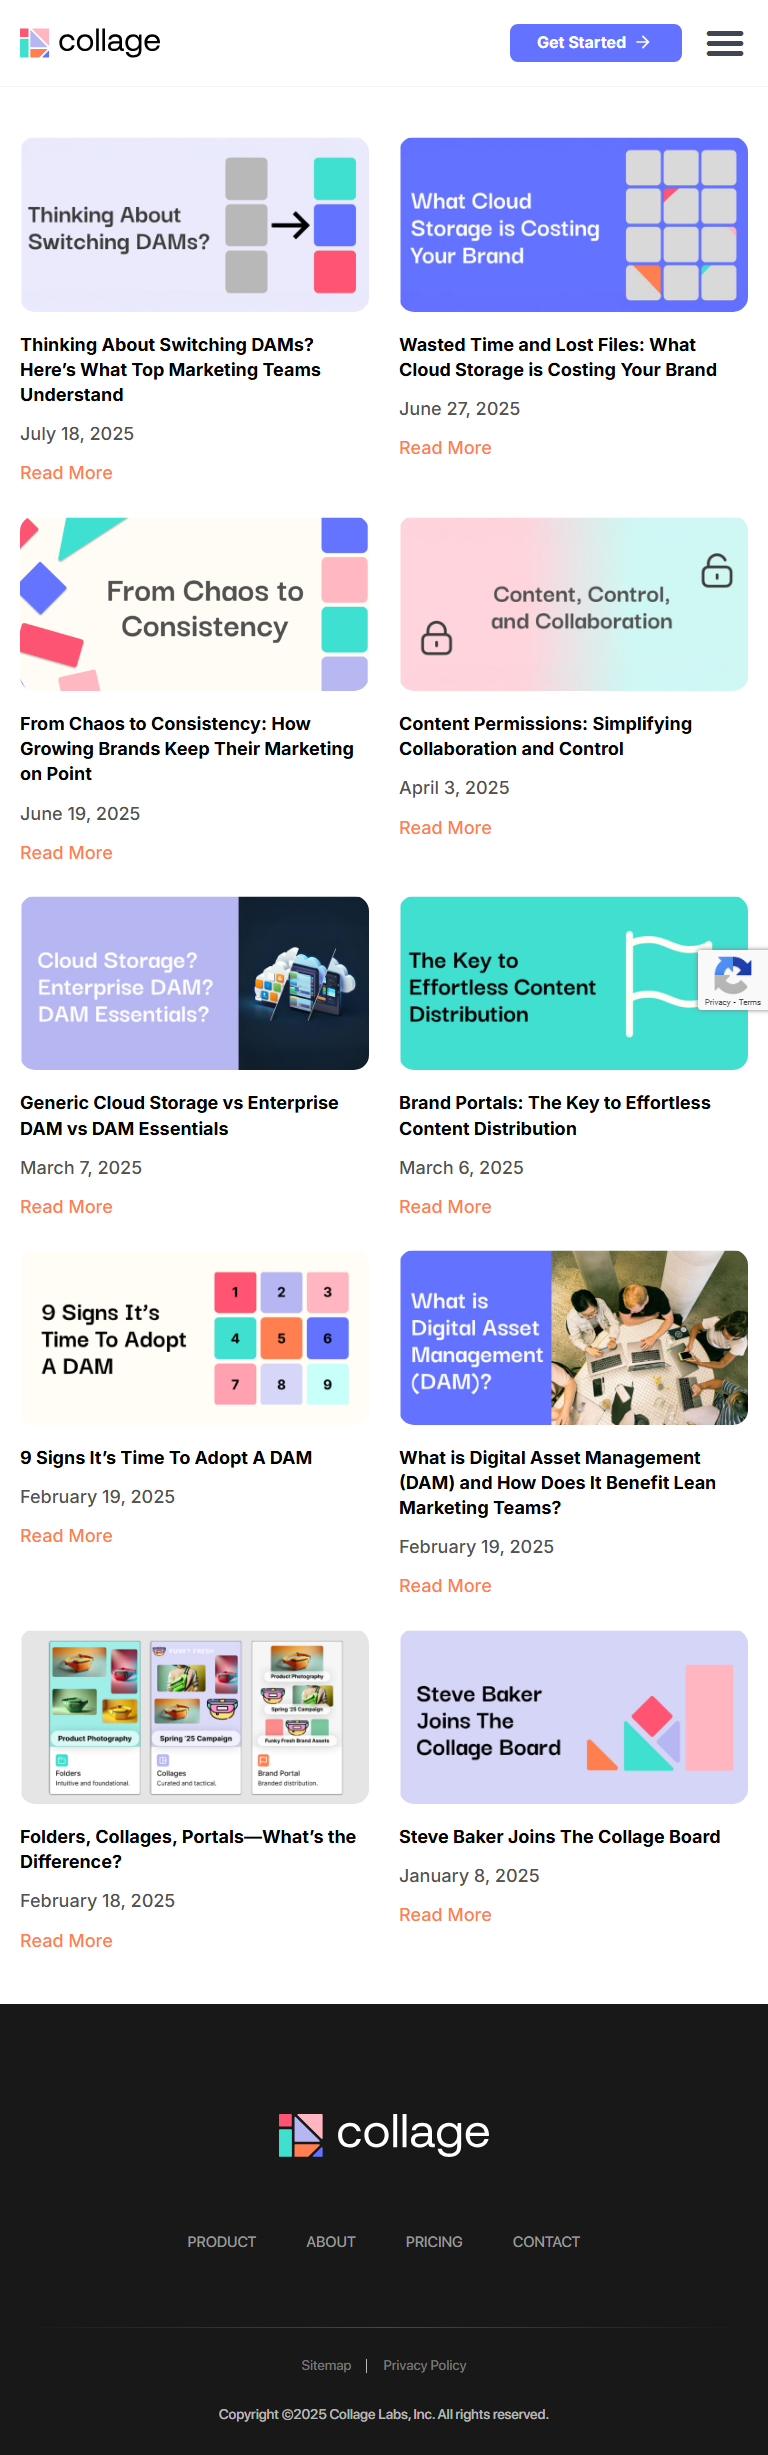 collage
Get Started →
Thinking About
Switching DAMs?
Thinking About Switching DAMs?
Here’s What Top Marketing Teams
Understand
July 18, 2025
Read More
What Cloud
Storage is Costing
Your Brand
Wasted Time and Lost Files: What
Cloud Storage is Costing Your Brand
June 27, 2025
Read More
From Chaos to
Consistency
From Chaos to Consistency: How
Growing Brands Keep Their Marketing
on Point
June 19, 2025
Read More
Content, Control,
and Collaboration
Content Permissions: Simplifying
Collaboration and Control
April 3, 2025
Read More
Cloud Storage?
Enterprise DAM?
DAM Essentials?
Generic Cloud Storage vs Enterprise
DAM vs DAM Essentials
March 7, 2025
Read More
The Key to
Effortless Content
Distribution
Privacy - Terms
Brand Portals: The Key to Effortless
Content Distribution
March 6, 2025
Read More
9 Signs It’s
Time To Adopt
A DAM
1 2 3
4 5 6
7 8 9
9 Signs It’s Time To Adopt A DAM
February 19, 2025
Read More
What is
Digital Asset
Management
(DAM)?
What is Digital Asset Management
(DAM) and How Does It Benefit Lean
Marketing Teams?
February 19, 2025
Read More
Product Photography
Folders
Intuitive and foundational.
FUNKY FRESH
Spring ’25 Campaign
Collages
Curated and tactical.
Product Photography
Spring ’25 Campaign
Funky Fresh Brand Assets
Brand Portal
Branded distribution.
Folders, Collages, Portals—What’s the
Difference?
February 18, 2025
Read More
Steve Baker
Joins The
Collage Board
Steve Baker Joins The Collage Board
January 8, 2025
Read More
collage
PRODUCT ABOUT PRICING CONTACT
Sitemap | Privacy Policy
Copyright ©2025 Collage Labs, Inc. All rights reserved.